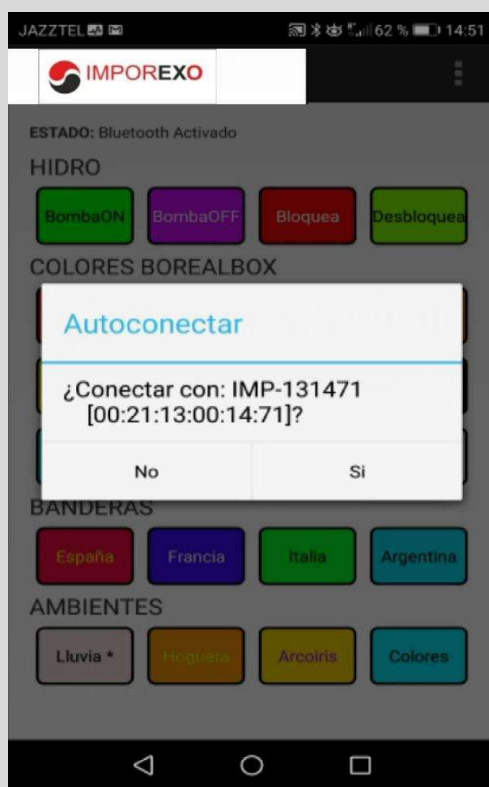 JAZZTEL 62 % 14:51
IMPOREXO
ESTADO: Bluetooth Activado
HIDRO
BombaON BombaOFF Bloquea Desbloquea
COLORES BOREALBOX
Autoconectar
¿Conectar con: IMP-131471
[00:21:13:00:14:71]?
No Si
BANDERAS
España Francia Italia Argentina
AMBIENTES
Lluvia * Hoguera Arcoiris Colores